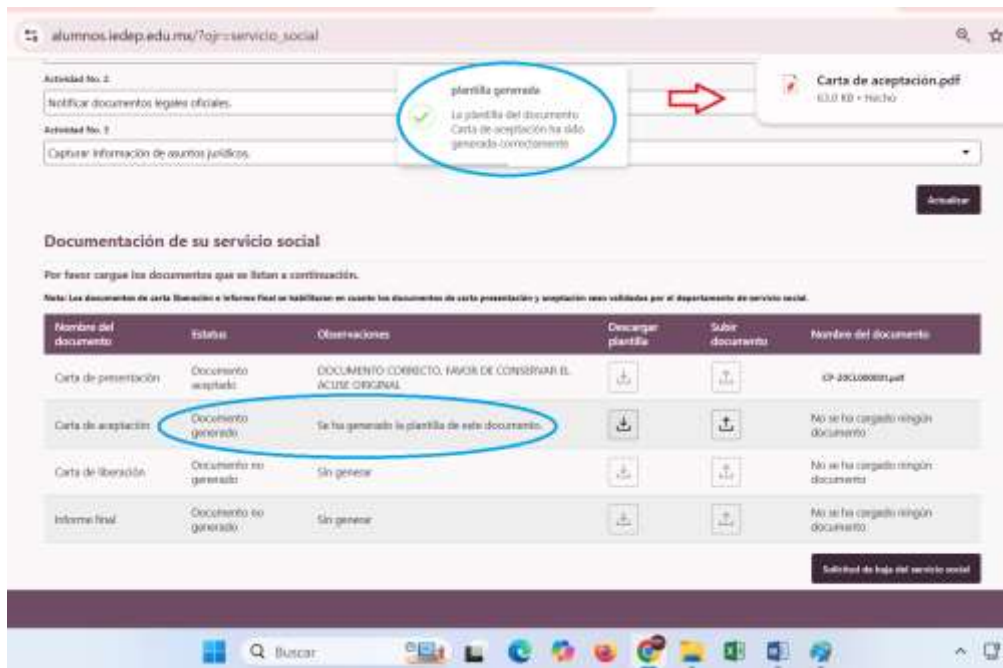 alumnos.iedep.edu.mx/?ojr=servicio_social
Carta de aceptación.pdf
63.0 KB • Hecho
plantilla generada
La plantilla del documento
Carta de aceptación ha sido
generada correctamente
Actividad No. 2
Notificar documentos legales oficiales.
Actividad No. 3
Capturar información de asuntos jurídicos.
Actualizar
Documentación de su servicio social
Por favor cargue los documentos que se listan a continuación.
Nota: Los documentos de carta liberación e informe final se habilitaran en cuanto los documentos de carta presentación y aceptación sean validados por el departamento de servicio social.
Nombre del documento Estatus Observaciones Descargar plantilla Subir documento Nombre del documento
Carta de presentación Documento aceptado DOCUMENTO CORRECTO, FAVOR DE CONSERVAR EL ACUSE ORIGINAL
Carta de aceptación Documento generado Se ha generado la plantilla de este documento. No se ha cargado ningún documento
Carta de liberación Documento no generado Sin generar No se ha cargado ningún documento
Informe final Documento no generado Sin generar No se ha cargado ningún documento
Solicitud de baja del servicio social
Buscar